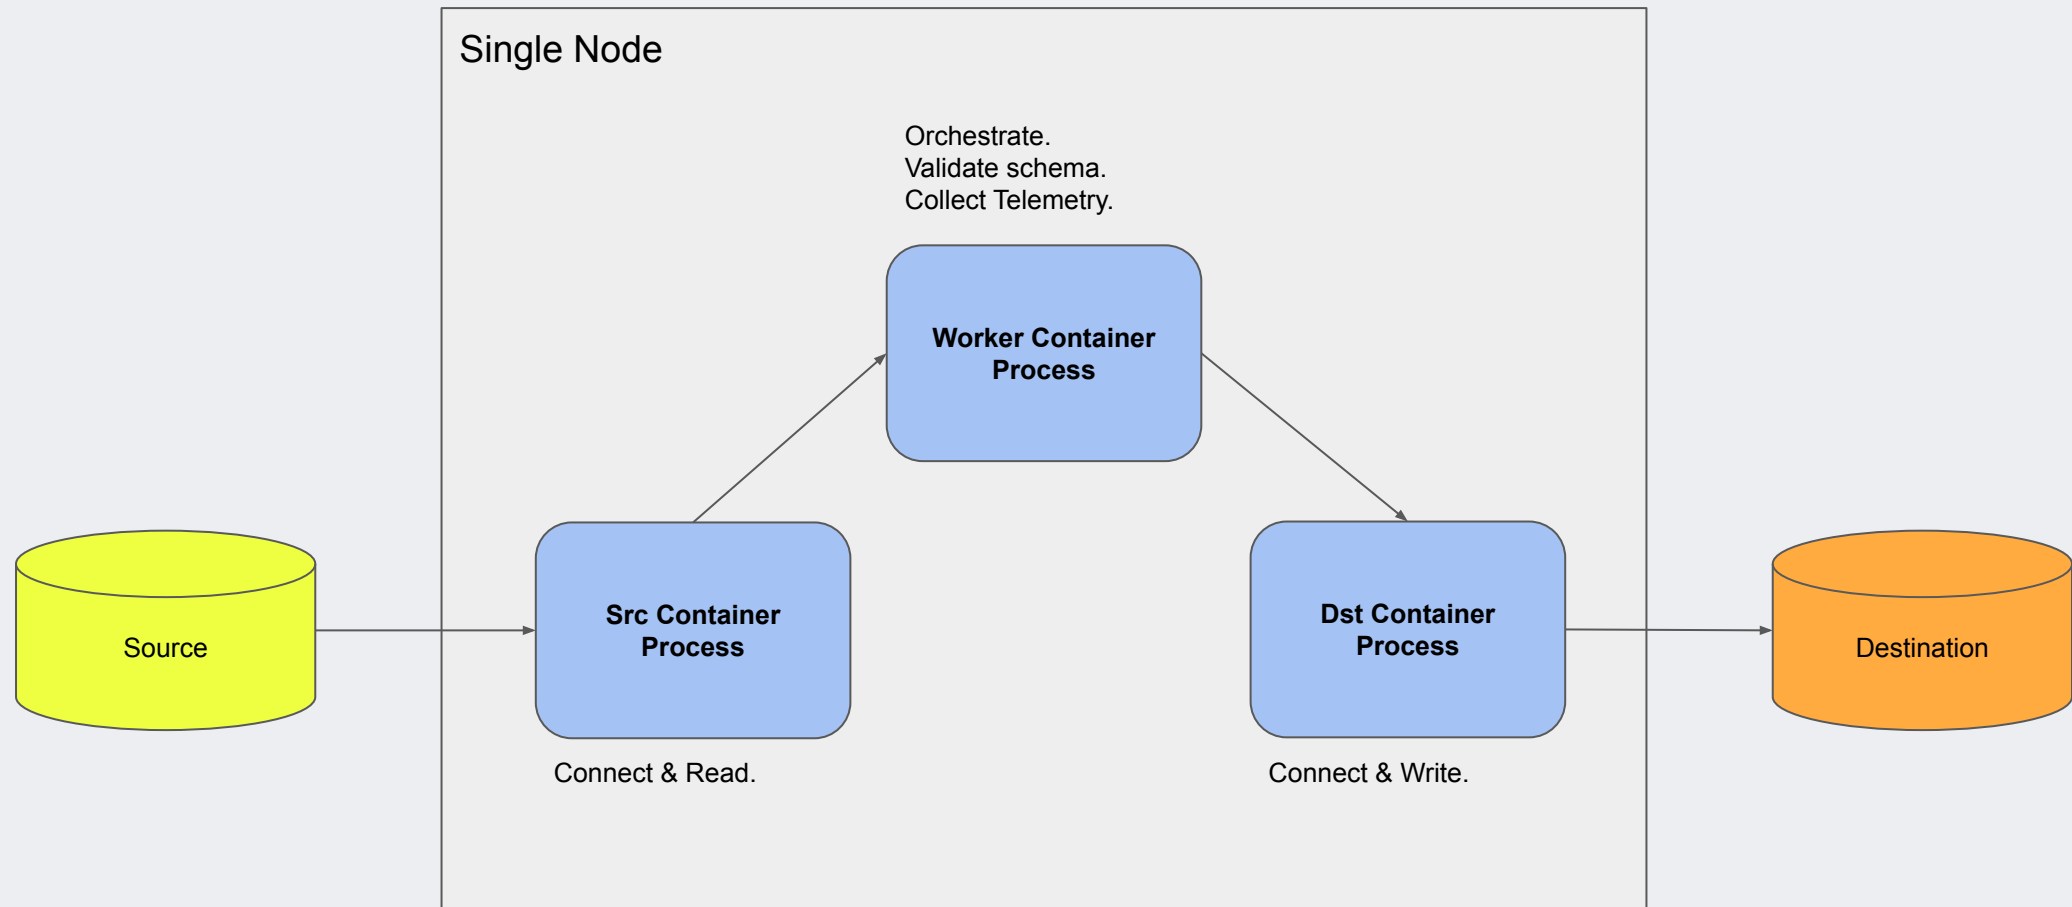 Single Node
Orchestrate.
Validate schema.
Collect Telemetry.
Worker Container
Process
Source
Src Container
Process
Connect & Read.
Dst Container
Process
Connect & Write.
Destination